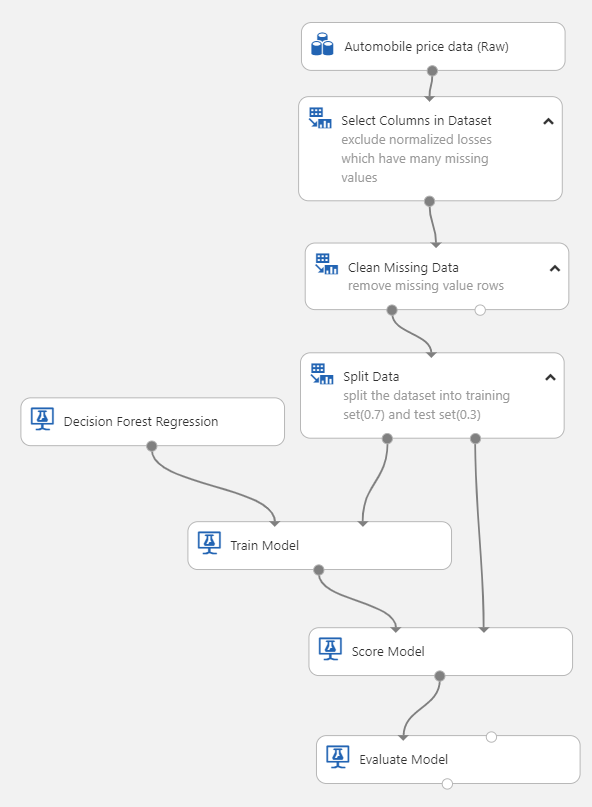 Automobile price data (Raw)
Select Columns in Dataset
exclude normalized losses
which have many missing
values
Clean Missing Data
remove missing value rows
Split Data
split the dataset into training
set(0.7) and test set(0.3)
Decision Forest Regression
Train Model
Score Model
Evaluate Model